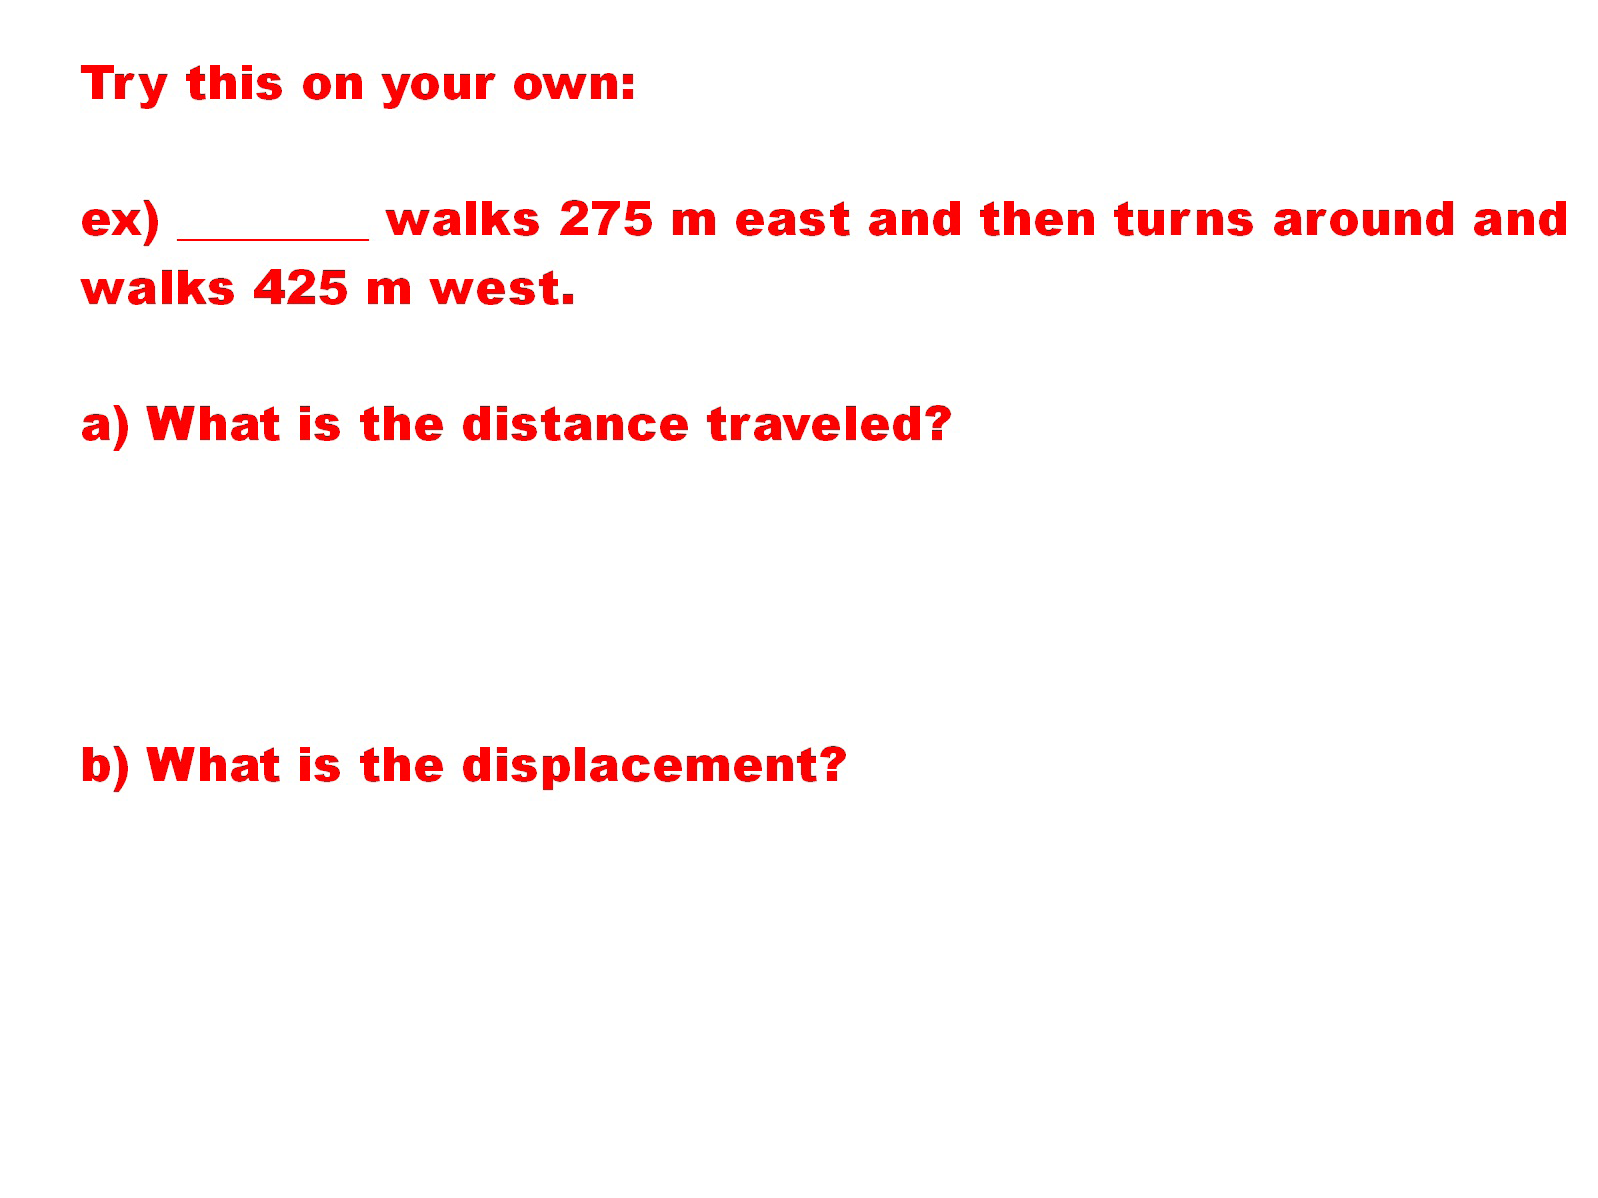 Try this on your own:
ex) ________ walks 275 m east and then turns around and
walks 425 m west.
a) What is the distance traveled?
b) What is the displacement?